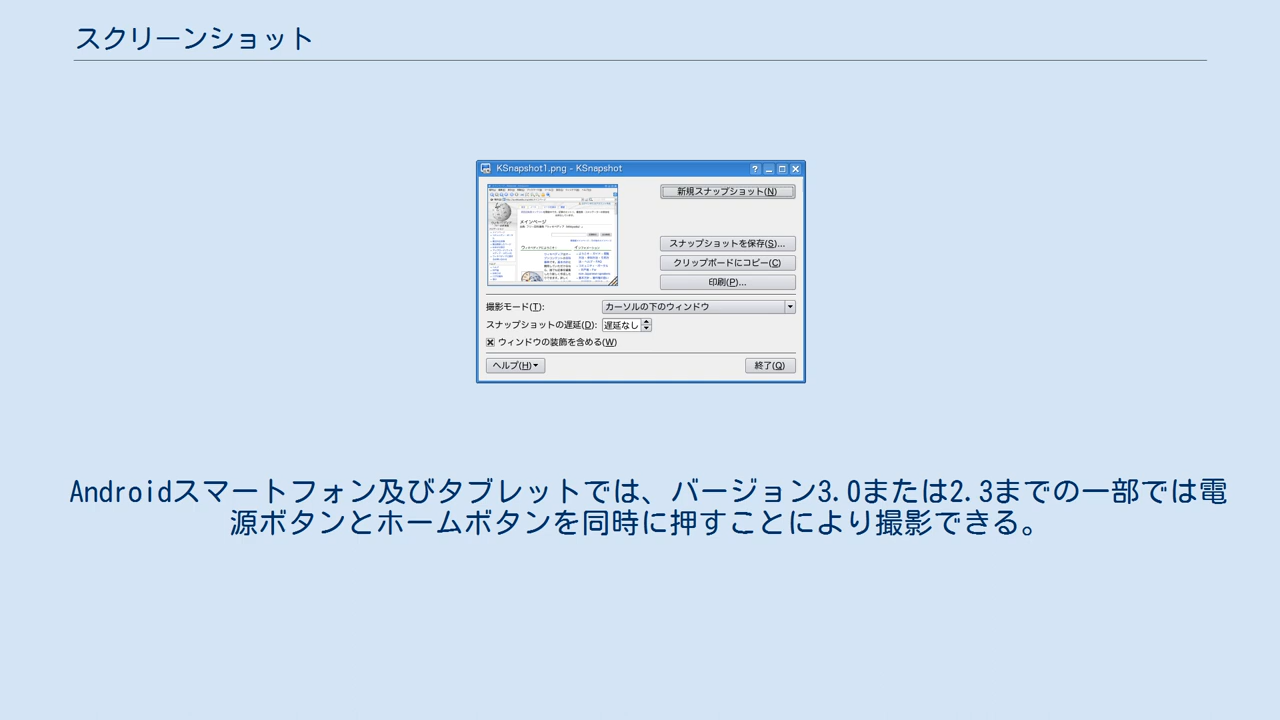 スクリーンショット
KSnapshot1.png - KSnapshot
新規スナップショット(N)
メインページ
スナップショットを保存(S)...
クリップボードにコピー(C)
印刷(P)...
撮影モード(T):
カーソルの下のウィンドウ
スナップショットの遅延(D):
遅延なし
ウィンドウの装飾を含める(W)
ヘルプ(H)
終了(Q)
Androidスマートフォン及びタブレットでは、バージョン3.0または2.3までの一部では電
源ボタンとホームボタンを同時に押すことにより撮影できる。